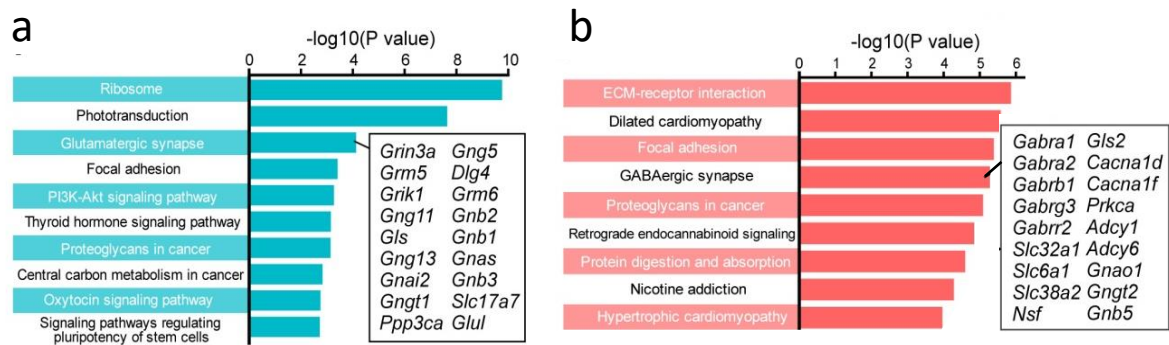 a
-log10(P value)
0 2 4 6 8 10
Ribosome
Phototransduction
Glutamatergic synapse
Focal adhesion
PI3K-Akt signaling pathway
Thyroid hormone signaling pathway
Proteoglycans in cancer
Central carbon metabolism in cancer
Oxytocin signaling pathway
Signaling pathways regulating
pluripotency of stem cells
Grin3a Gng5
Grm5 Dlg4
Grik1 Grm6
Gng11 Gnb2
Gls Gnb1
Gng13 Gnas
Gnai2 Gnb3
Gngt1 Slc17a7
Ppp3ca Glul
b
-log10(P value)
0 1 2 3 4 5 6
ECM-receptor interaction
Dilated cardiomyopathy
Focal adhesion
GABAergic synapse
Proteoglycans in cancer
Retrograde endocannabinoid signaling
Protein digestion and absorption
Nicotine addiction
Hypertrophic cardiomyopathy
Gabra1 Gls2
Gabra2 Cacna1d
Gabrb1 Cacna1f
Gabrg3 Prkca
Gabrr2 Adcy1
Slc32a1 Adcy6
Slc6a1 Gnao1
Slc38a2 Gngt2
Nsf Gnb5